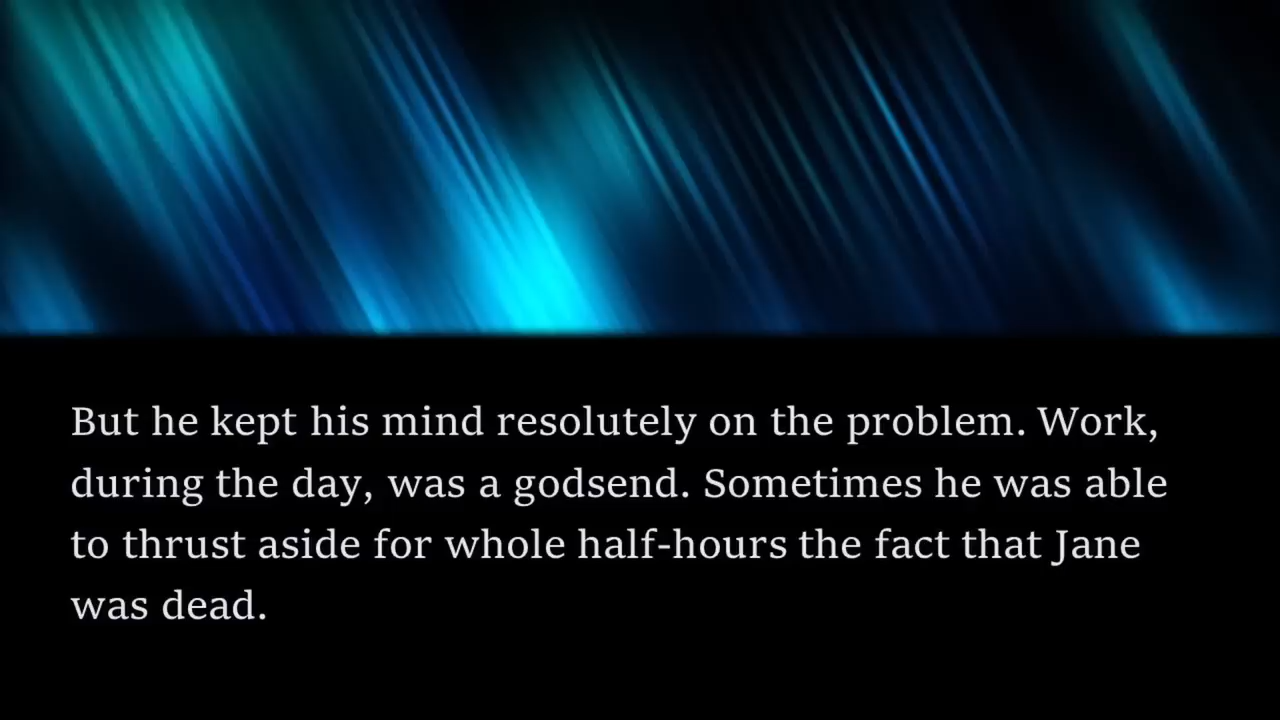 But he kept his mind resolutely on the problem. Work,
during the day, was a godsend. Sometimes he was able
to thrust aside for whole half-hours the fact that Jane
was dead.